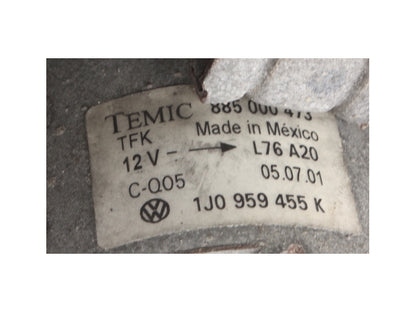 TEMIC 885 000 473
TFK Made in México
12 V L76 A20
C-0.05 05.07.01
1J0 959 455 K